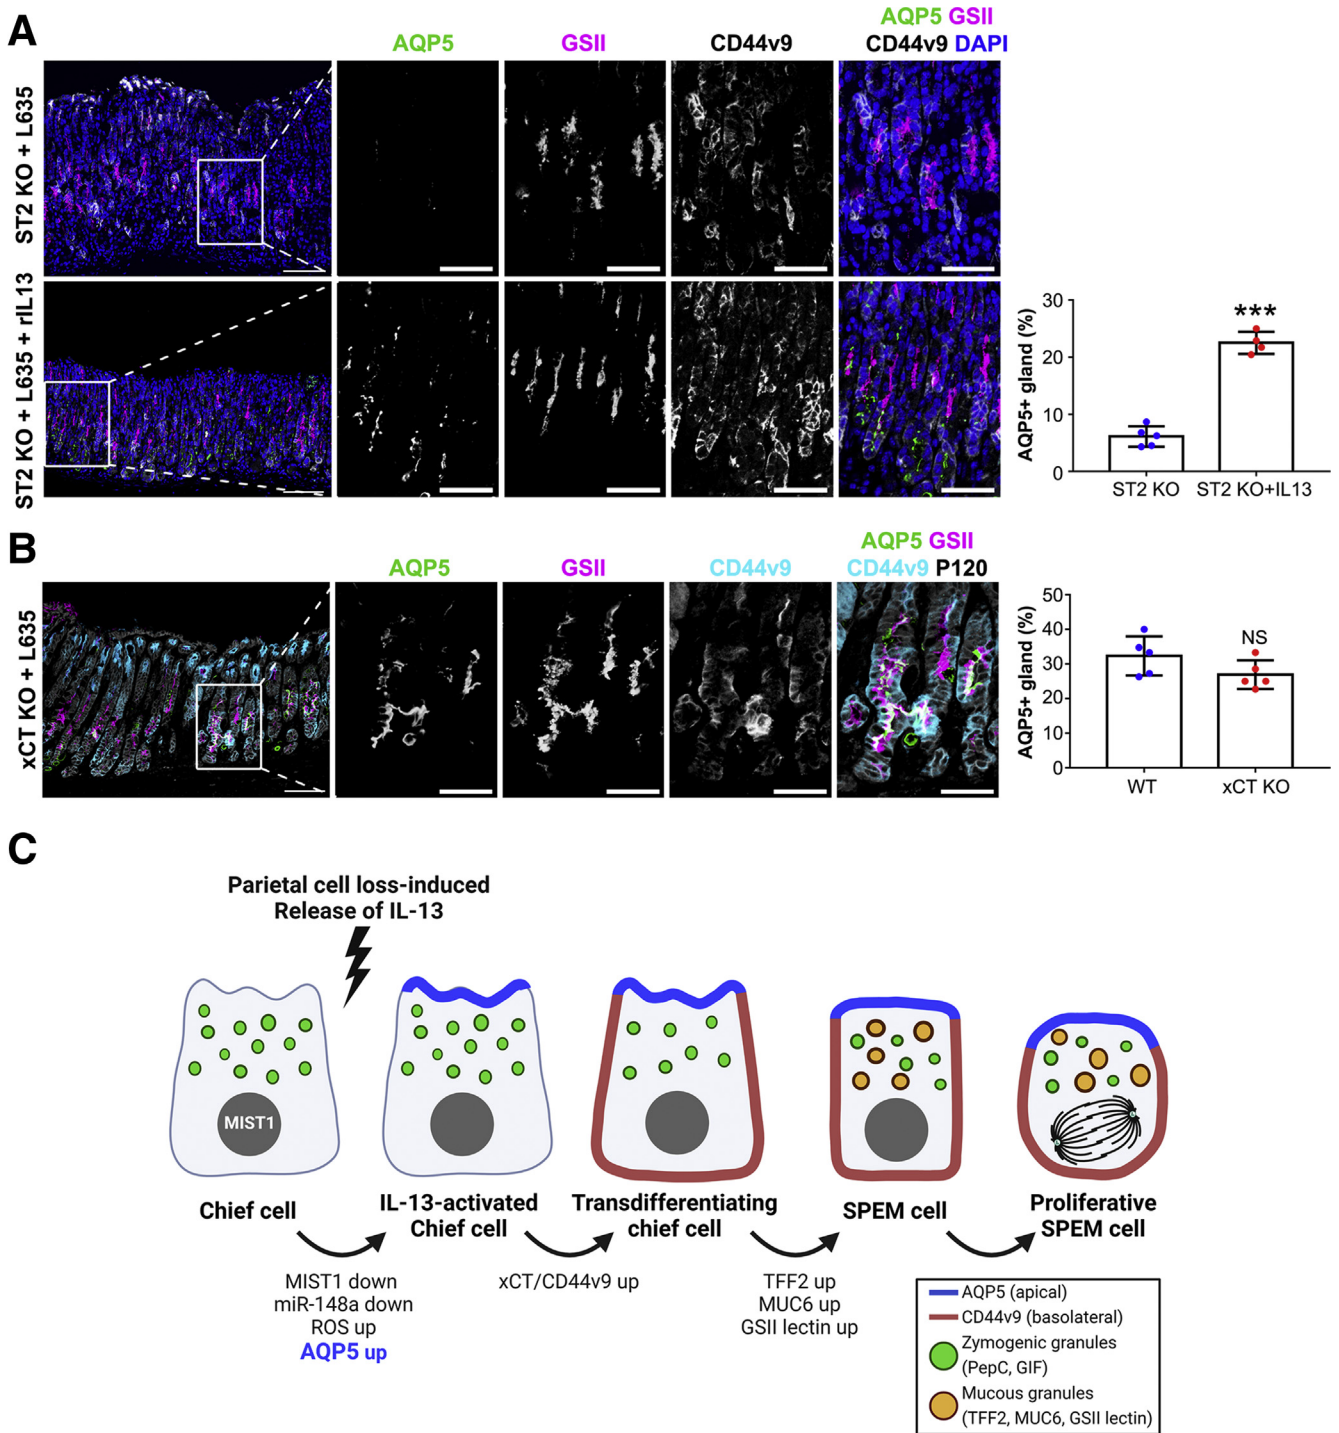 A
AQP5
GSII
CD44v9
AQP5 GSII
CD44v9 DAPI
ST2 KO + L635
ST2 KO + L635 + rIL13
AQP5+ gland (%)
30
20
10
0
***
ST2 KO
ST2 KO+IL13
B
AQP5
GSII
CD44v9
AQP5 GSII
CD44v9 P120
xCT KO + L635
AQP5+ gland (%)
50
40
30
20
10
0
NS
WT
xCT KO
C
Parietal cell loss-induced
Release of IL-13
MIST1
Chief cell
IL-13-activated
Chief cell
Transdifferentiating
chief cell
SPEM cell
Proliferative
SPEM cell
MIST1 down
miR-148a down
ROS up
AQP5 up
xCT/CD44v9 up
TFF2 up
MUC6 up
GSII lectin up
AQP5 (apical)
CD44v9 (basolateral)
Zymogenic granules
(PepC, GIF)
Mucous granules
(TFF2, MUC6, GSII lectin)